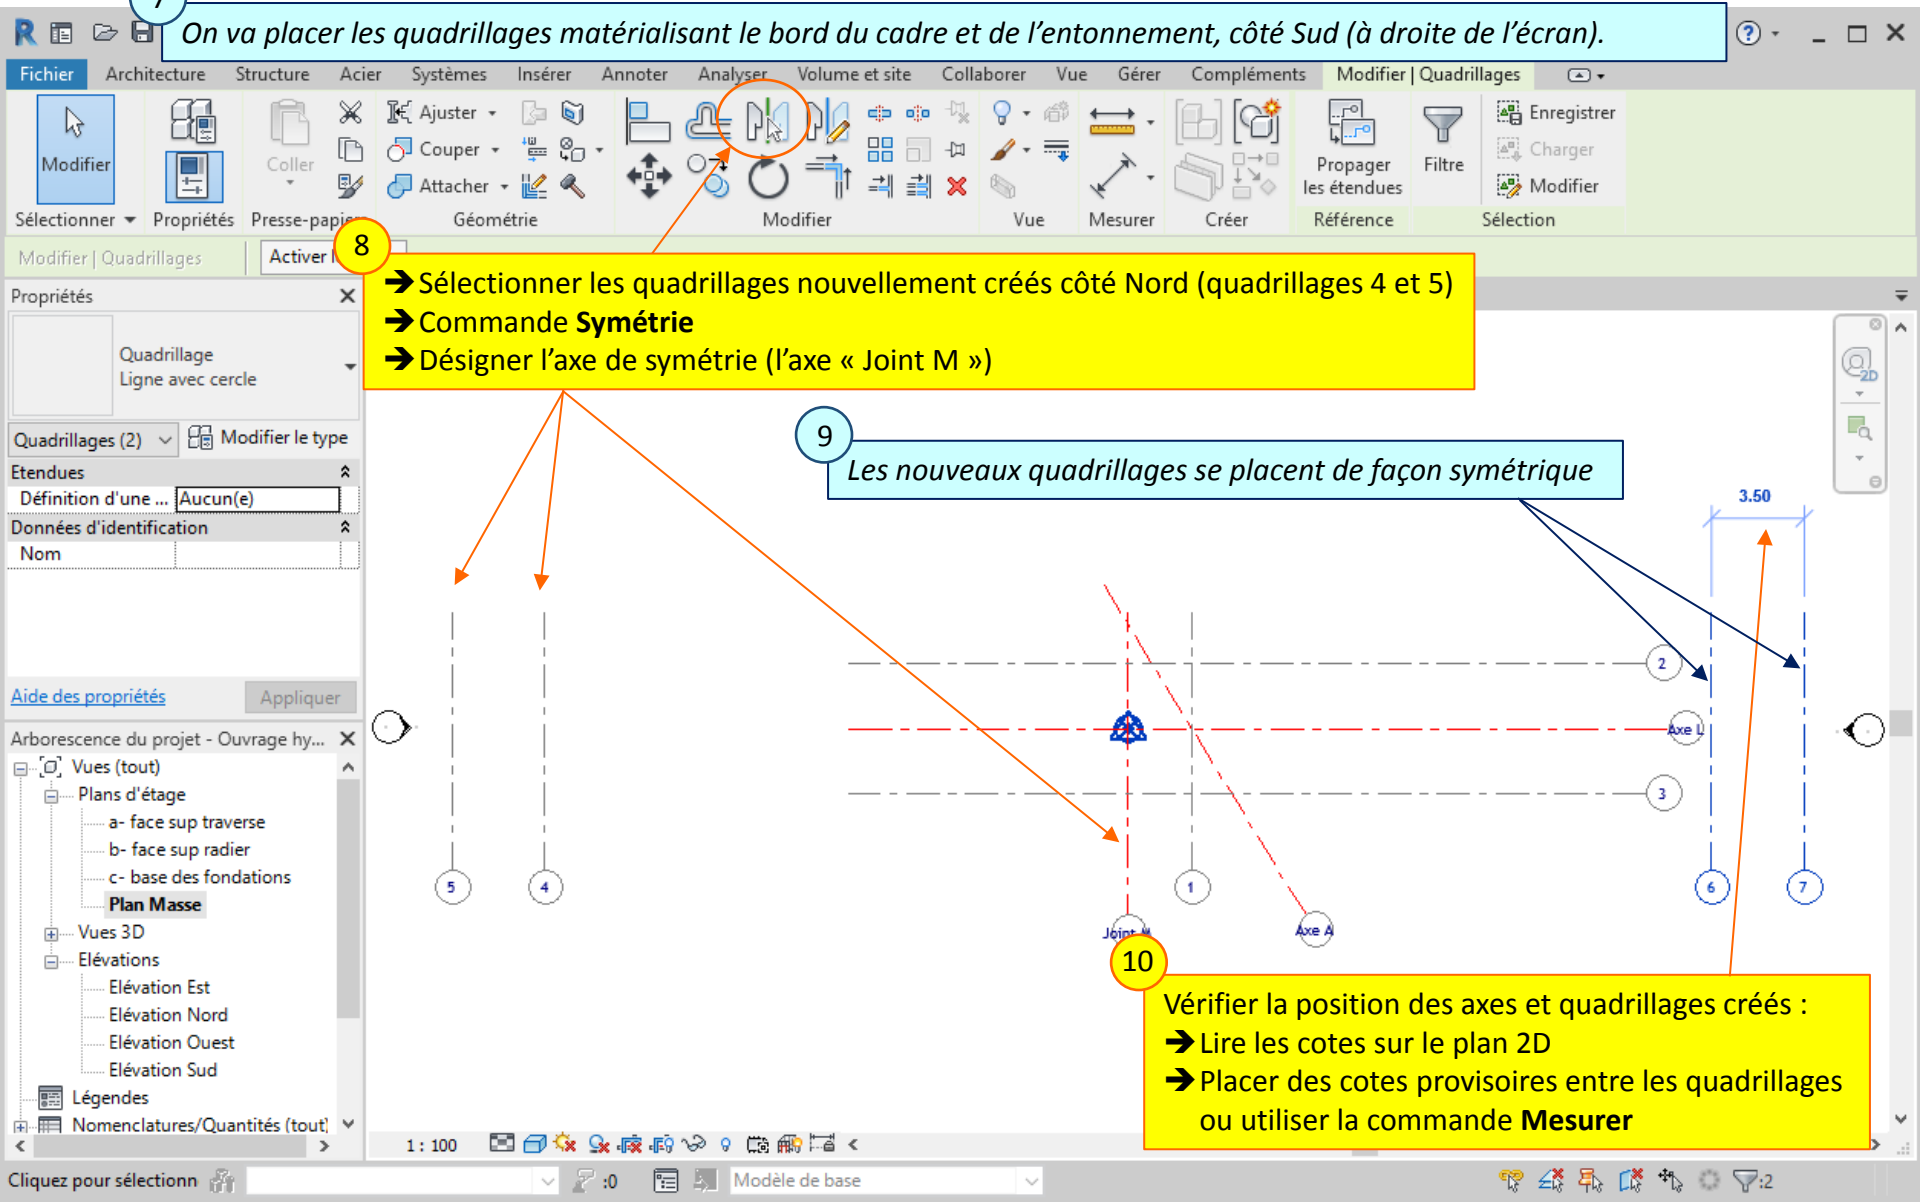 7
On va placer les quadrillages matérialisant le bord du cadre et de l’entonnement, côté Sud (à droite de l’écran).
Fichier Architecture Structure Acier Systèmes Insérer Annoter Analyser Volume et site Collaborer Vue Gérer Compléments Modifier | Quadrillages
Modifier
Coller
Ajuster
Couper
Attacher
Propager
les étendues
Filtre
Enregistrer
Charger
Modifier
Sélectionner Propriétés Presse-papiers Géométrie Modifier Vue Mesurer Créer Référence Sélection
Modifier | Quadrillages
Activer
8
➔ Sélectionner les quadrillages nouvellement créés côté Nord (quadrillages 4 et 5)
➔ Commande Symétrie
➔ Désigner l’axe de symétrie (l’axe « Joint M »)
Propriétés
Quadrillage
Ligne avec cercle
Quadrillages (2)
Modifier le type
Etendues
Définition d'une ... Aucun(e)
Données d'identification
Nom
Aide des propriétés
Appliquer
2D
9
Les nouveaux quadrillages se placent de façon symétrique
3.50
2
Axe L
3
5
4
1
6
7
Joint M
Axe A
Arborescence du projet - Ouvrage hy...
Vues (tout)
Plans d'étage
a- face sup traverse
b- face sup radier
c- base des fondations
Plan Masse
Vues 3D
Elévations
Elévation Est
Elévation Nord
Elévation Ouest
Elévation Sud
Légendes
Nomenclatures/Quantités (tout)
10
Vérifier la position des axes et quadrillages créés :
➔ Lire les cotes sur le plan 2D
➔ Placer des cotes provisoires entre les quadrillages
ou utiliser la commande Mesurer
1 : 100
Cliquez pour sélectionn
:0
Modèle de base
:2